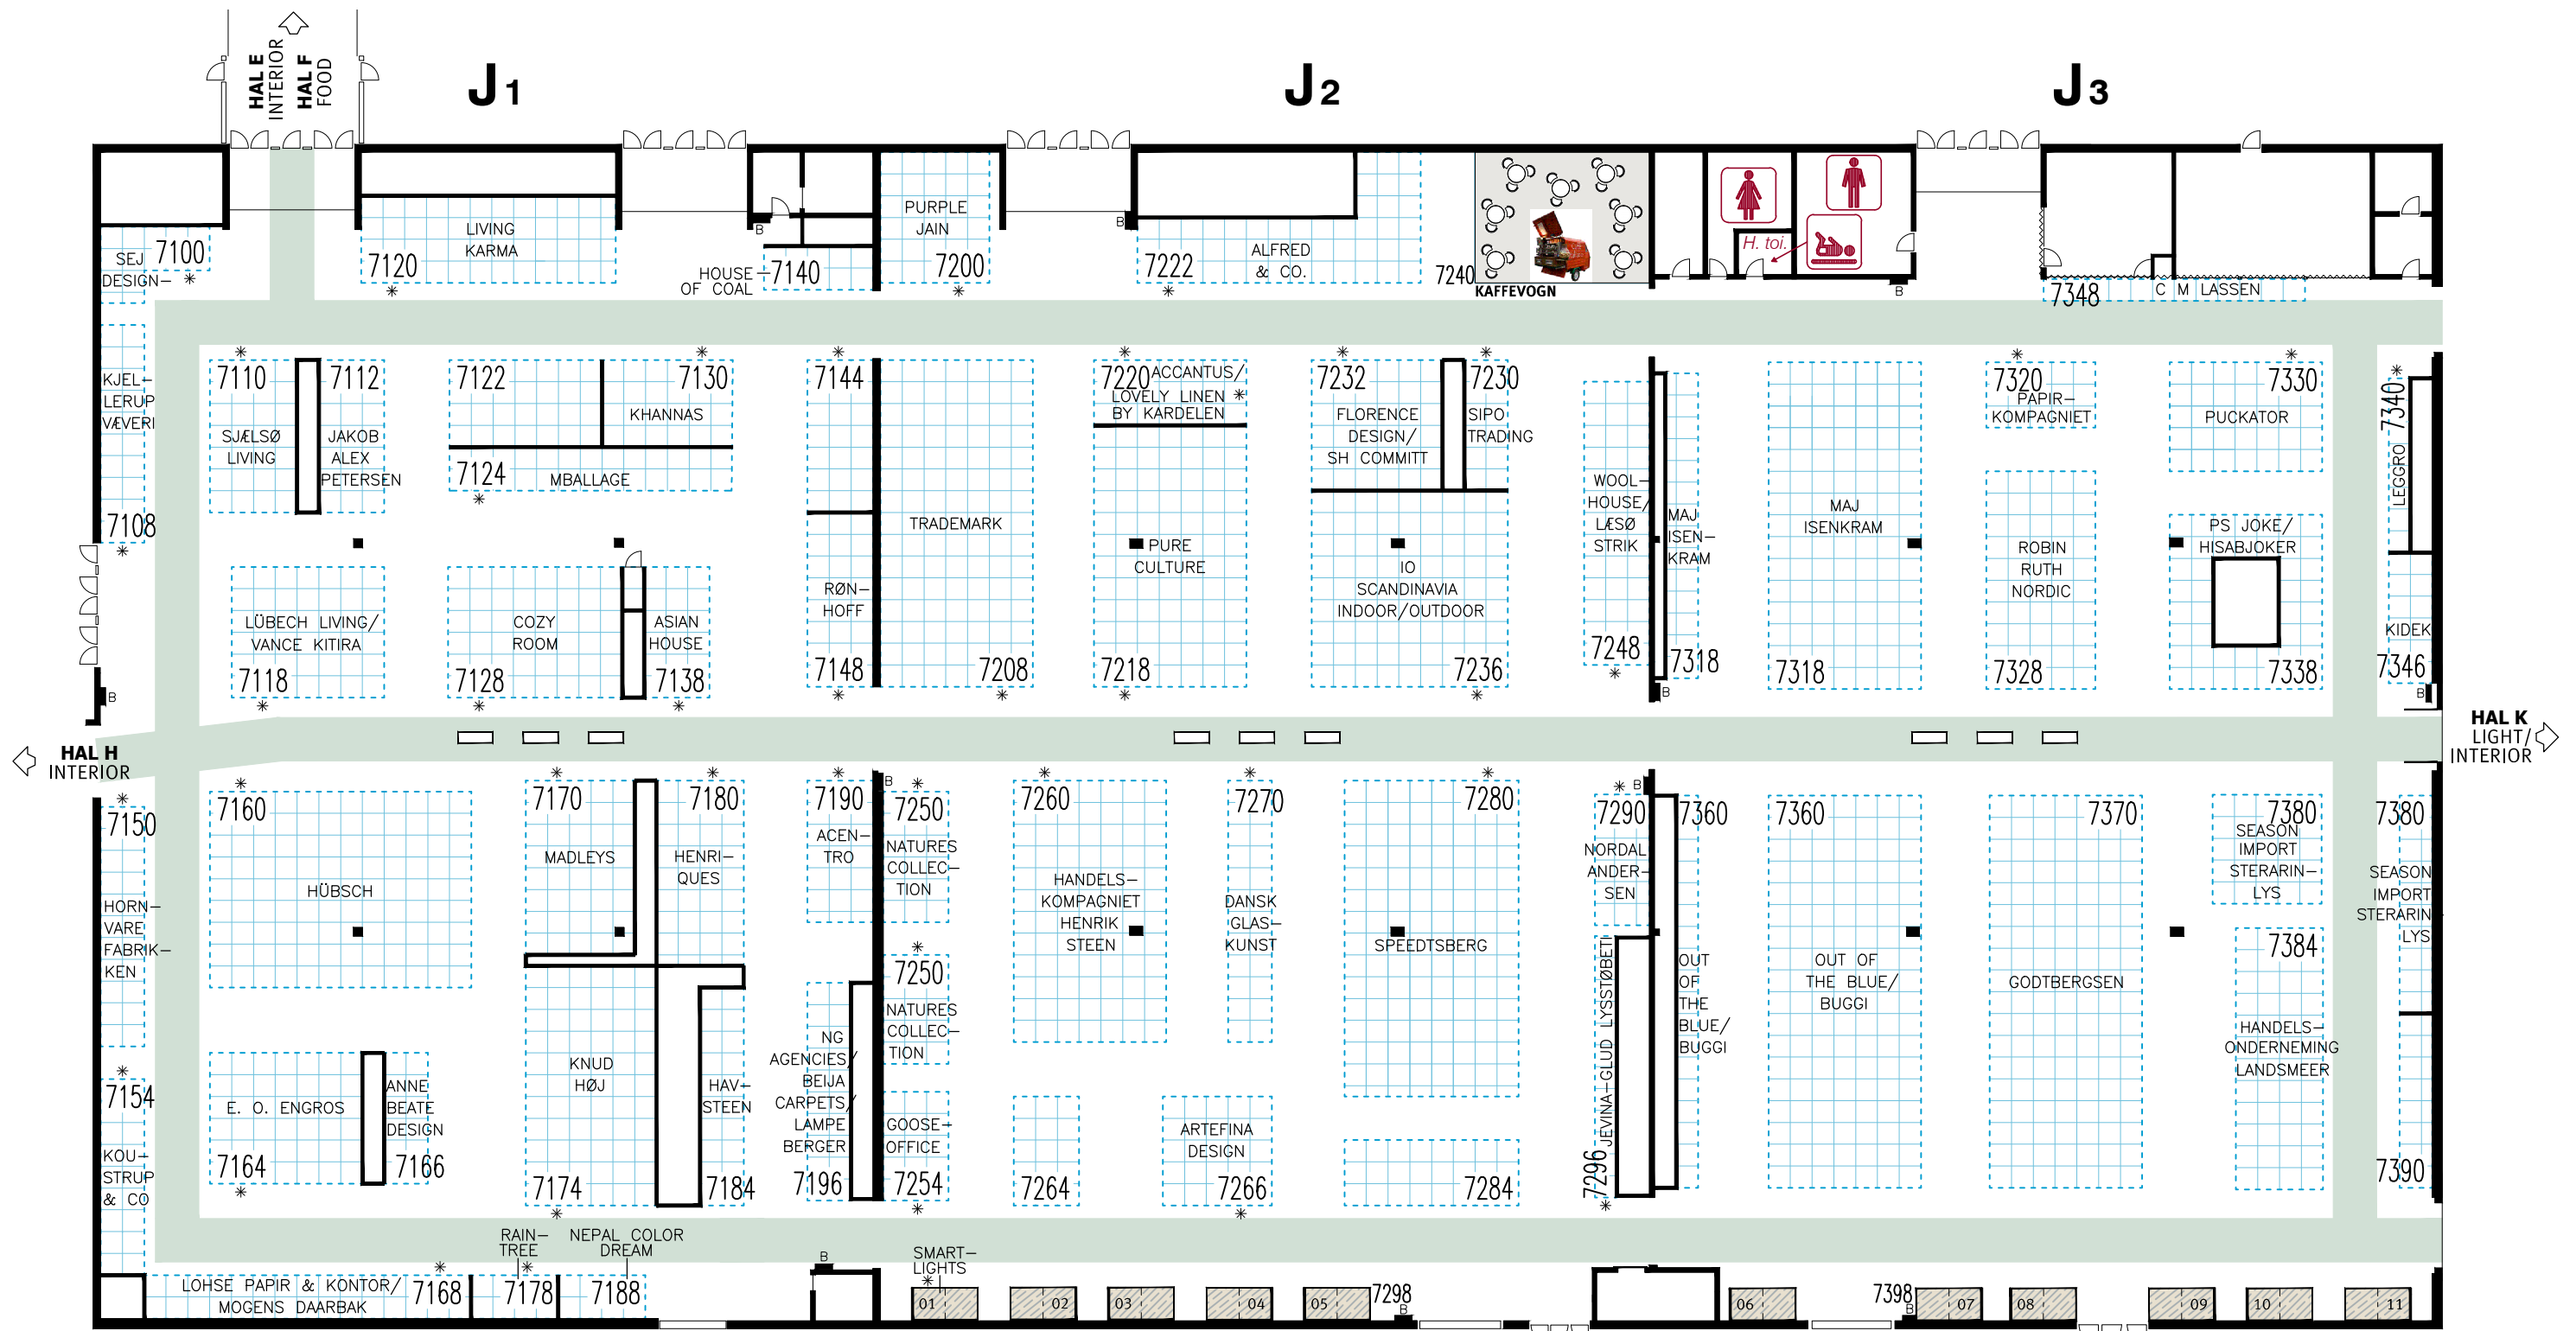 HAL E
INTERIOR
HAL F
FOOD
J1
J2
J3
7100
SEJ
DESIGN–
*
LIVING
KARMA
7120
*
HOUSE–
OF COAL
7140
B
PURPLE
JAIN
7200
*
B
ALFRED
& CO.
7222
*
7240
KAFFEVOGN
H. toi.
B
7348
C M LASSEN
KJEL–
LERUP
VÆVERI
7108
*
*
7110
SJÆLSØ
LIVING
7112
JAKOB
ALEX
PETERSEN
7122
*
7130
KHANNAS
7124
MBALLAGE
*
*
7144
RØN–
HOFF
7148
*
TRADEMARK
7208
*
*
7220
ACCANTUS/
LOVELY LINEN *
BY KARDELEN
PURE
CULTURE
7218
*
*
7232
FLORENCE
DESIGN/
SH COMMITT
*
7230
SIPO
TRADING
IO
SCANDINAVIA
INDOOR/OUTDOOR
7236
*
WOOL–
HOUSE/
LÆSØ
STRIK
7248
*
MAJ
ISEN–
KRAM
7318
B
MAJ
ISENKRAM
7318
*
7320
PAPIR–
KOMPAGNIET
ROBIN
RUTH
NORDIC
7328
*
7330
PUCKATOR
PS JOKE/
HISABJOKER
7338
*
7340
LEGGRO
KIDEK
7346
B
LÜBECH LIVING/
VANCE KITIRA
7118
*
COZY
ROOM
7128
*
ASIAN
HOUSE
7138
*
B
HAL H
INTERIOR
HAL K
LIGHT/
INTERIOR
*
7150
HORN–
VARE
FABRIK–
KEN
*
7154
KOU–
STRUP
& CO
*
7160
HÜBSCH
E. O. ENGROS
7164
*
ANNE
BEATE
DESIGN
7166
*
7170
MADLEYS
*
7180
HENRI–
QUES
KNUD
HØJ
7174
*
HAV–
STEEN
7184
*
7190
ACEN–
TRO
NG
AGENCIES/
BEIJA
CARPETS/
LAMPE
BERGER
7196
B
*
7250
NATURES
COLLEC–
TION
*
7250
NATURES
COLLEC–
TION
GOOSE–
OFFICE
7254
*
*
7260
HANDELS–
KOMPAGNIET
HENRIK
STEEN
7264
*
7270
DANSK
GLAS–
KUNST
ARTEFINA
DESIGN
7266
*
*
7280
SPEEDTSBERG
7284
* B
7290
NORDAL
ANDER–
SEN
JEVINA–GLUD LYSSTØBERI
7296
*
7360
OUT
OF
THE
BLUE/
BUGGI
7360
OUT OF
THE BLUE/
BUGGI
7370
GODTBERGSEN
7380
SEASON
IMPORT
STERARIN–
LYS
7384
HANDELS–
ONDERNEMING
LANDSMEER
7380
SEASON
IMPORT
STERARIN–
LYS
7390
LOHSE PAPIR & KONTOR/
MOGENS DAARBAK
7168
*
RAIN–
TREE
*
7178
NEPAL COLOR
DREAM
7188
B
SMART–
LIGHTS
*
01
02
03
04
05
7298
B
06
7398
B
07
08
09
10
11